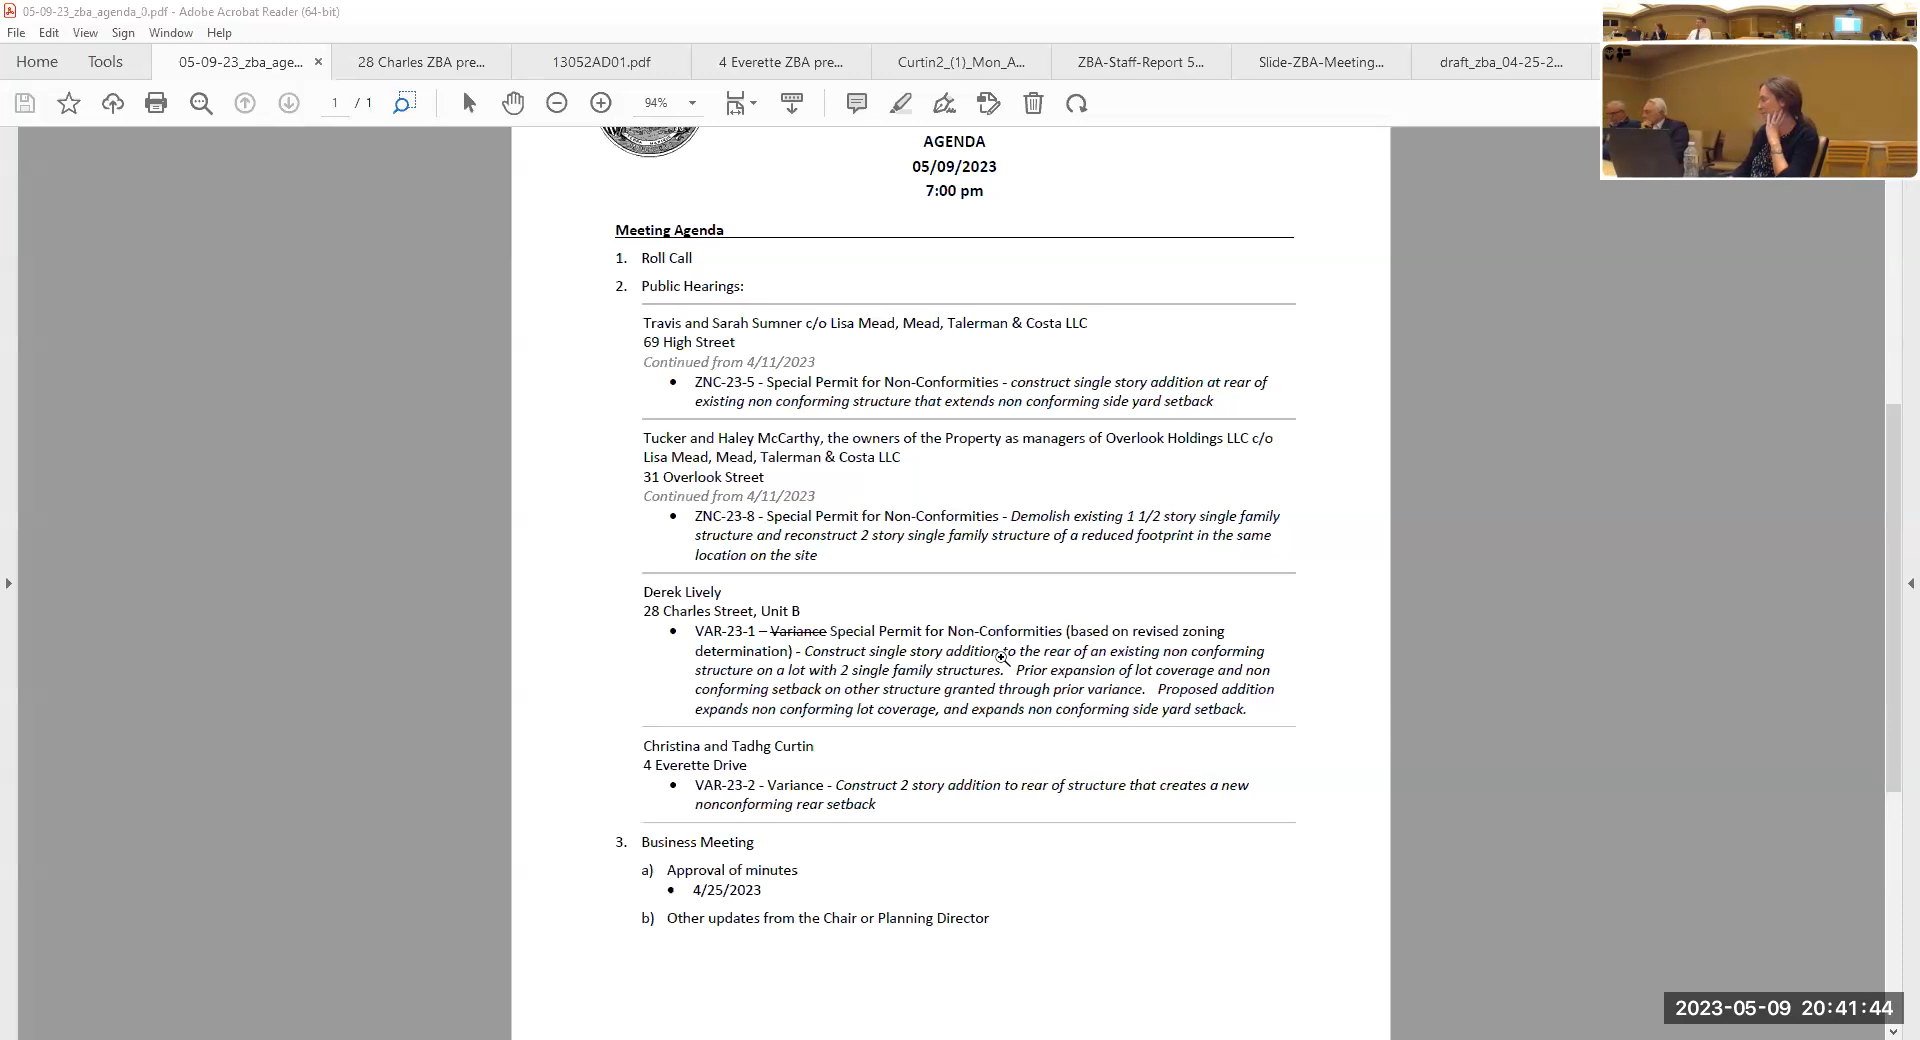 05-09-23_zba_agenda_0.pdf - Adobe Acrobat Reader (64-bit)
File Edit View Sign Window Help
Home Tools 05-09-23_zba_age... × 28 Charles ZBA pre... 13052AD01.pdf 4 Everette ZBA pre... Curtin2_(1)_Mon_A... ZBA-Staff-Report 5... Slide-ZBA-Meeting... draft_zba_04-25-2...
1 / 1 94%
AGENDA
05/09/2023
7:00 pm
Meeting Agenda
1. Roll Call
2. Public Hearings:
Travis and Sarah Sumner c/o Lisa Mead, Mead, Talerman & Costa LLC
69 High Street
Continued from 4/11/2023
• ZNC-23-5 - Special Permit for Non-Conformities - construct single story addition at rear of
existing non conforming structure that extends non conforming side yard setback
Tucker and Haley McCarthy, the owners of the Property as managers of Overlook Holdings LLC c/o
Lisa Mead, Mead, Talerman & Costa LLC
31 Overlook Street
Continued from 4/11/2023
• ZNC-23-8 - Special Permit for Non-Conformities - Demolish existing 1 1/2 story single family
structure and reconstruct 2 story single family structure of a reduced footprint in the same
location on the site
Derek Lively
28 Charles Street, Unit B
• VAR-23-1 – Variance Special Permit for Non-Conformities (based on revised zoning
determination) - Construct single story addition to the rear of an existing non conforming
structure on a lot with 2 single family structures. Prior expansion of lot coverage and non
conforming setback on other structure granted through prior variance. Proposed addition
expands non conforming lot coverage, and expands non conforming side yard setback.
Christina and Tadhg Curtin
4 Everette Drive
• VAR-23-2 - Variance - Construct 2 story addition to rear of structure that creates a new
nonconforming rear setback
3. Business Meeting
a) Approval of minutes
• 4/25/2023
b) Other updates from the Chair or Planning Director
2023-05-09 20:41:44